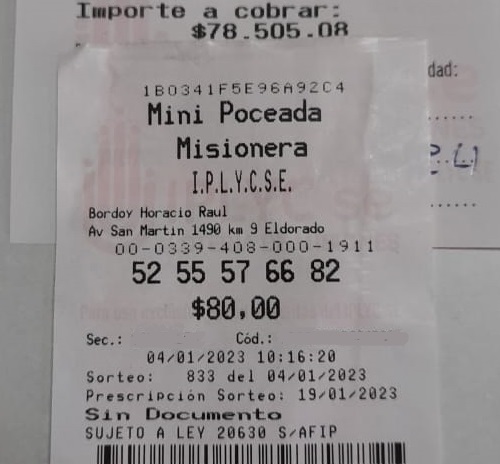 Importe a cobrar:
$78.505.08
dad:
1B0341F5E96A92C4
Mini Poceada
Misionera
I.P.L.Y.C.S.E.
Bordoy Horacio Raul
Av San Martin 1490 km 9 Eldorado
00-0339-408-000-1911
52 55 57 66 82
$80,00
Sec.: Cód.:
04/01/2023 10:16:20
Sorteo: 833 del 04/01/2023
Prescripción Sorteo: 19/01/2023
Sin Documento
SUJETO A LEY 20630 S/AFIP